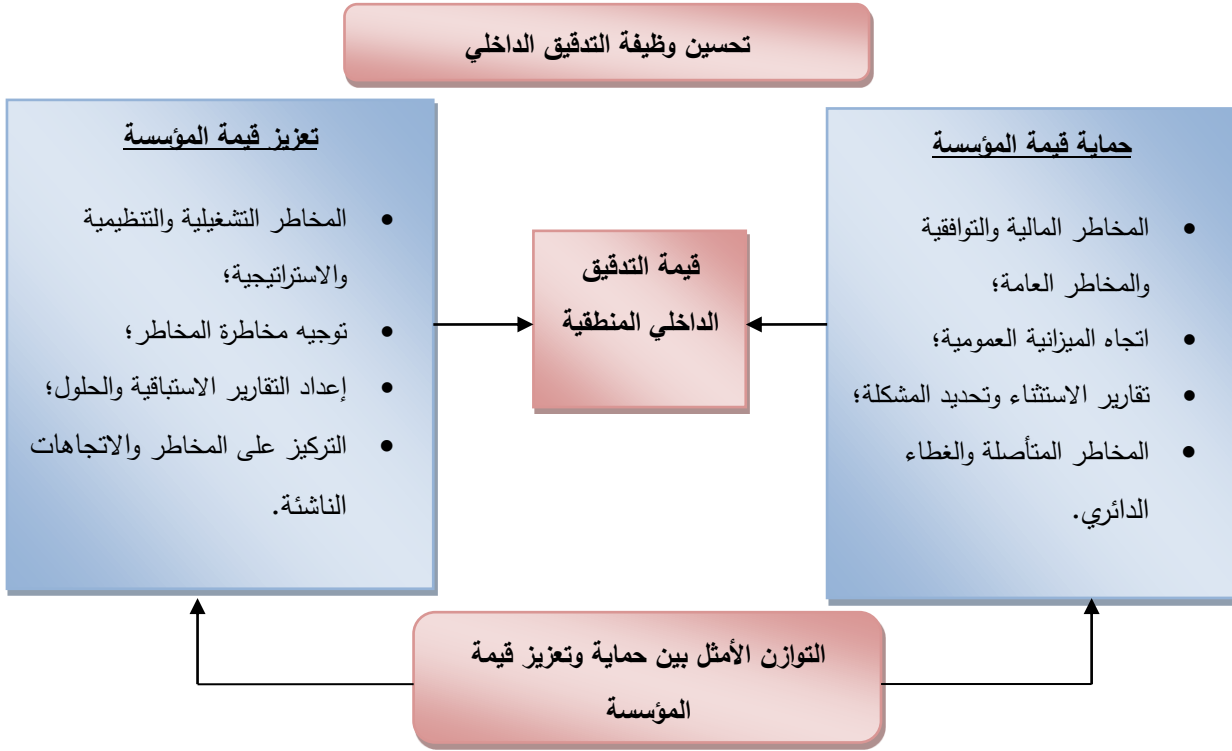 تحسين وظيفة التدقيق الداخلي
حماية قيمة المؤسسة
• المخاطر المالية والتوافقية
والمخاطر العامة؛
• اتجاه الميزانية العمومية؛
• تقارير الاستثناء وتحديد المشكلة؛
• المخاطر المتأصلة والغطاء
الدائري.
قيمة التدقيق
الداخلي المنطقية
تعزيز قيمة المؤسسة
• المخاطر التشغيلية والتنظيمية
والاستراتيجية؛
• توجيه مخاطرة المخاطر؛
• إعداد التقارير الاستباقية والحلول؛
• التركيز على المخاطر والاتجاهات
الناشئة.
التوازن الأمثل بين حماية وتعزيز قيمة
المؤسسة